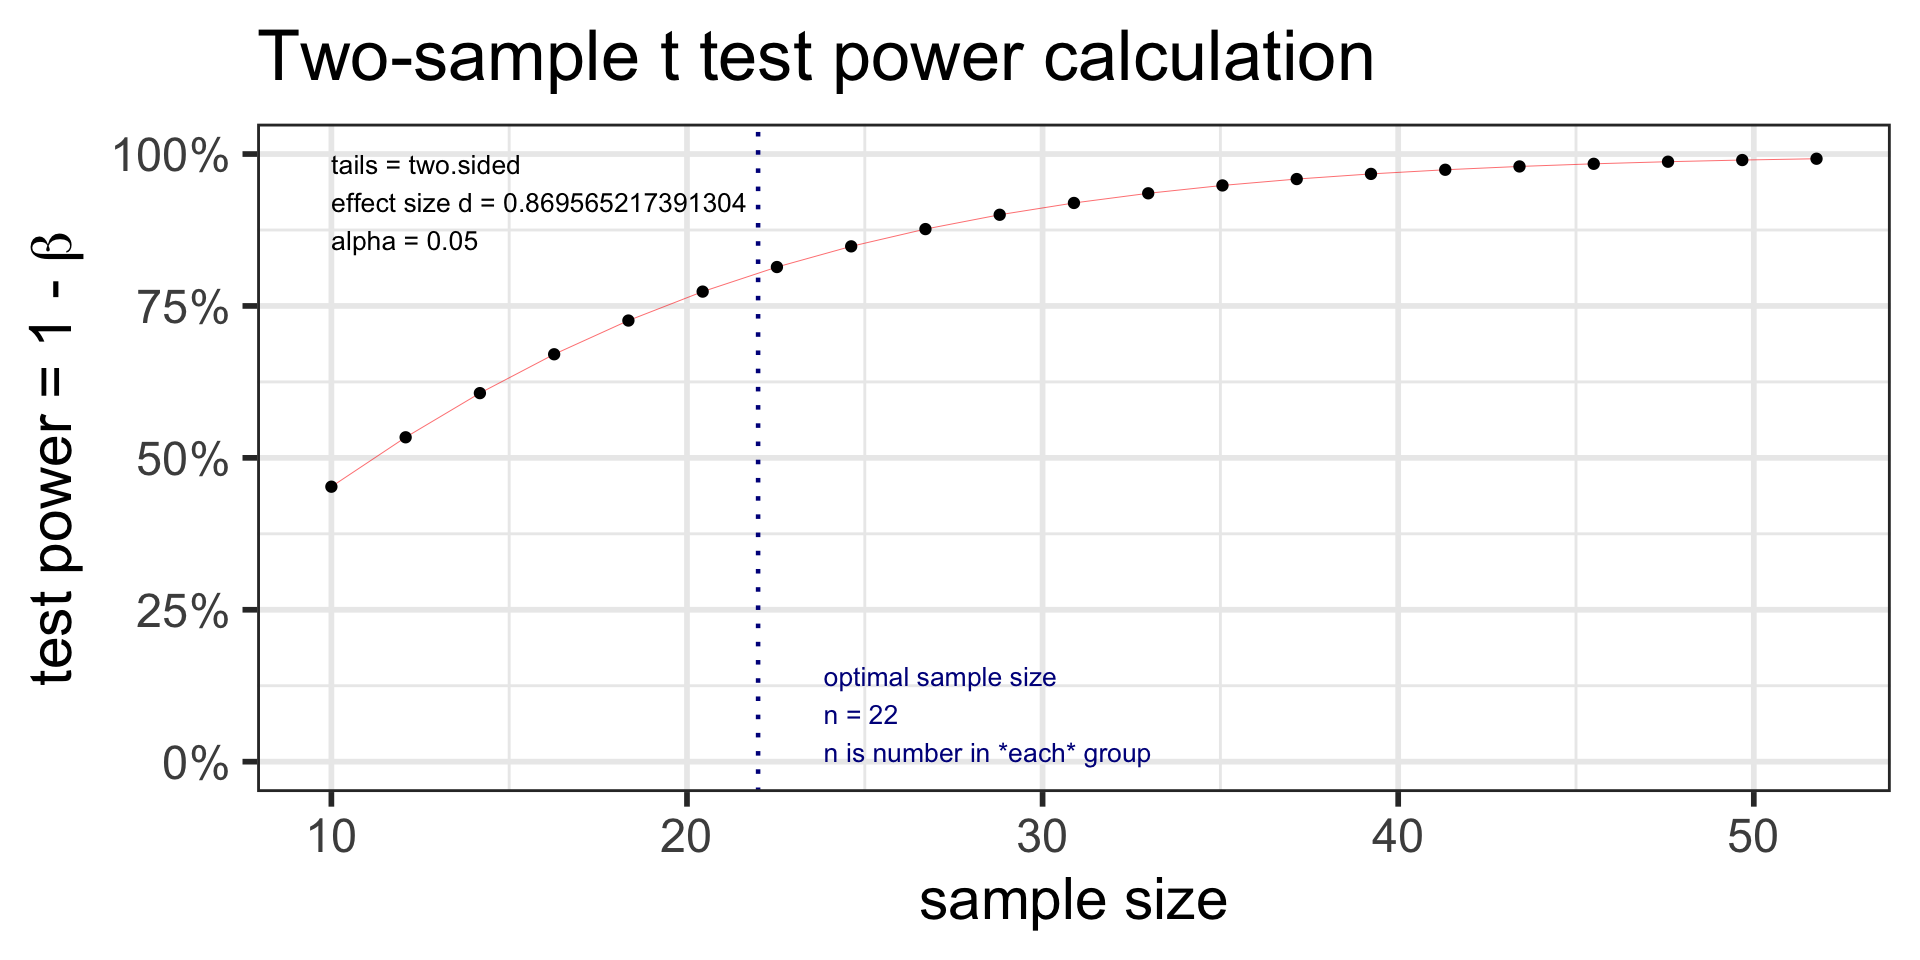 Two-sample t test power calculation
test power = 1 - β
100%
75%
50%
25%
0%
tails = two.sided
effect size d = 0.869565217391304
alpha = 0.05
optimal sample size
n = 22
n is number in *each* group
10 20 30 40 50
sample size